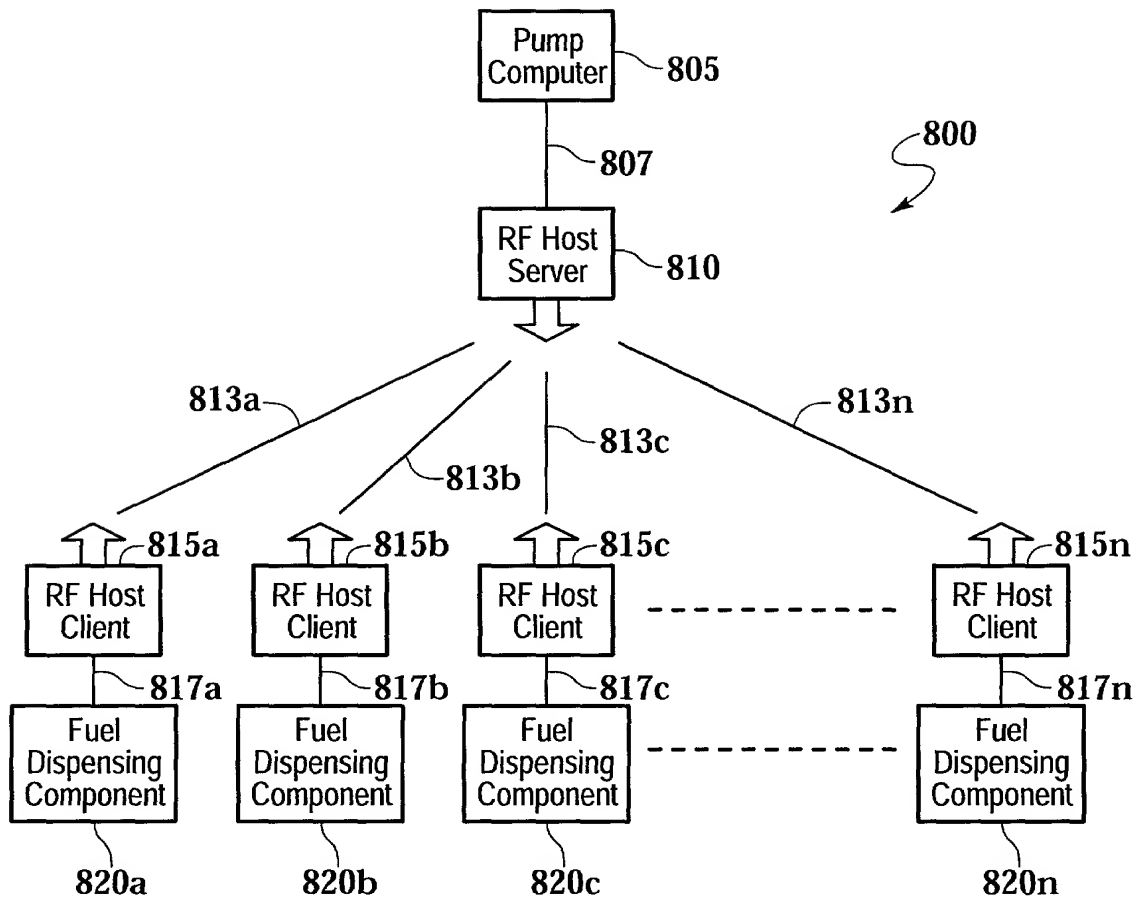 Pump
Computer
805
800
807
RF Host
Server
810
813a
813n
813c
813b
815a
815b
815c
815n
RF Host
Client
RF Host
Client
RF Host
Client
RF Host
Client
817a
817b
817c
817n
Fuel
Dispensing
Component
Fuel
Dispensing
Component
Fuel
Dispensing
Component
Fuel
Dispensing
Component
820a
820b
820c
820n